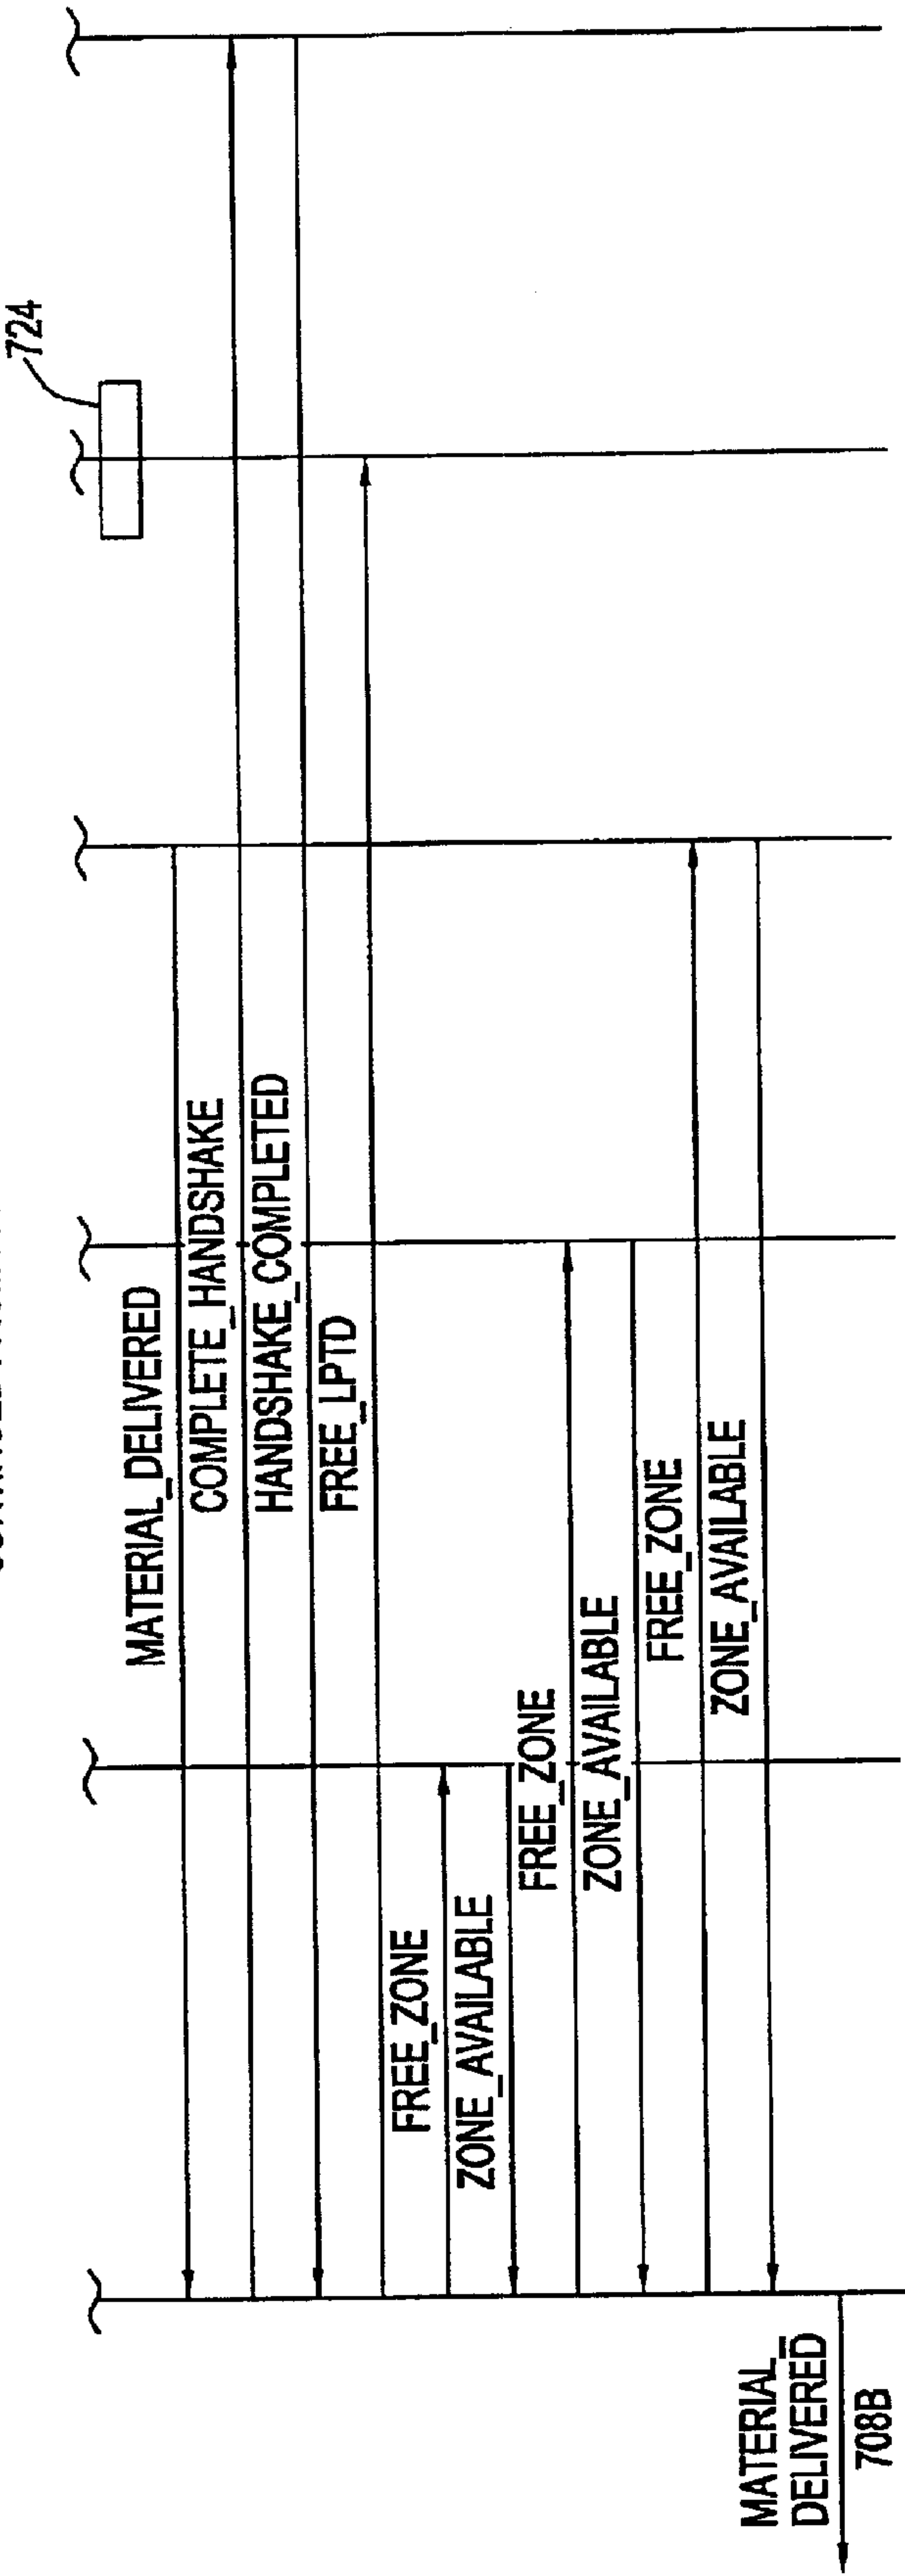 724
MATERIAL_DELIVERED
COMPLETE_HANDSHAKE
HANDSHAKE_COMPLETED
FREE_LPTD
FREE_ZONE
ZONE_AVAILABLE
FREE_ZONE
ZONE_AVAILABLE
FREE_ZONE
ZONE_AVAILABLE
MATERIAL_
DELIVERED
708B